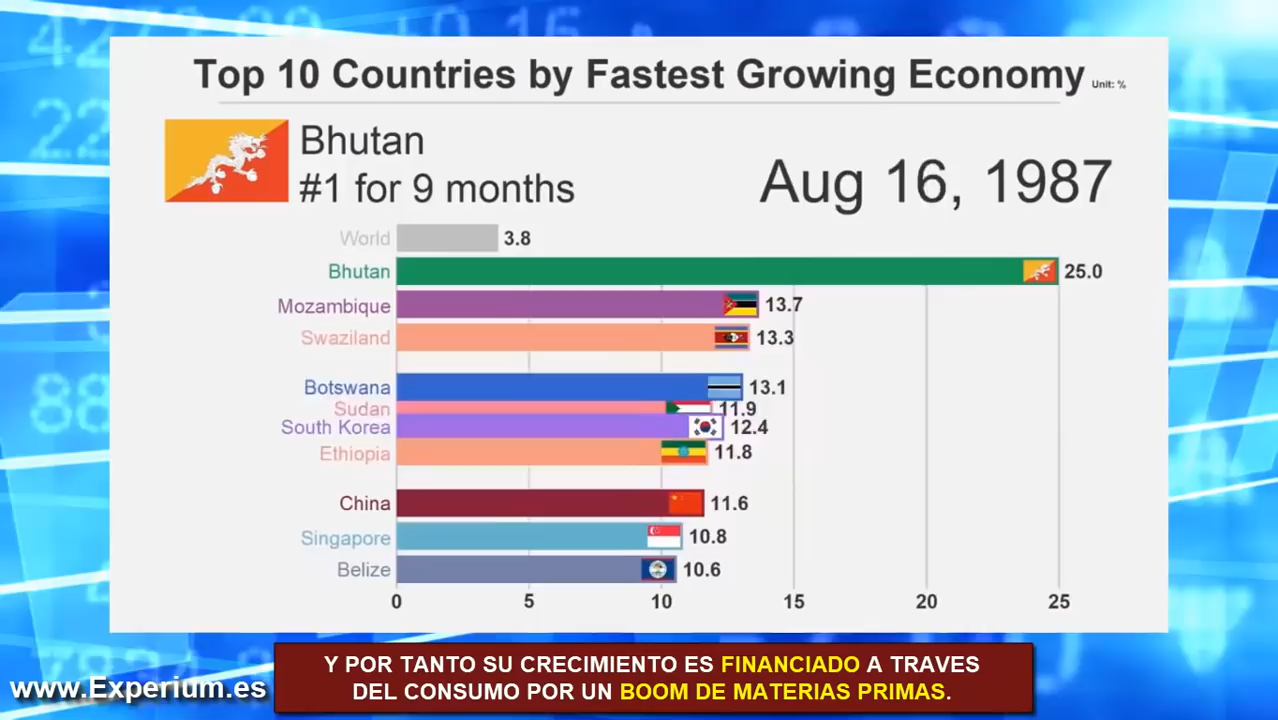 Top 10 Countries by Fastest Growing Economy Unit: %
Bhutan
#1 for 9 months
Aug 16, 1987
World 3.8
Bhutan 25.0
Mozambique 13.7
Swaziland 13.3
Botswana 13.1
Sudan 11.9
South Korea 12.4
Ethiopia 11.8
China 11.6
Singapore 10.8
Belize 10.6
0 5 10 15 20 25
Y POR TANTO SU CRECIMIENTO ES FINANCIADO A TRAVES
DEL CONSUMO POR UN BOOM DE MATERIAS PRIMAS.
www.Experium.es